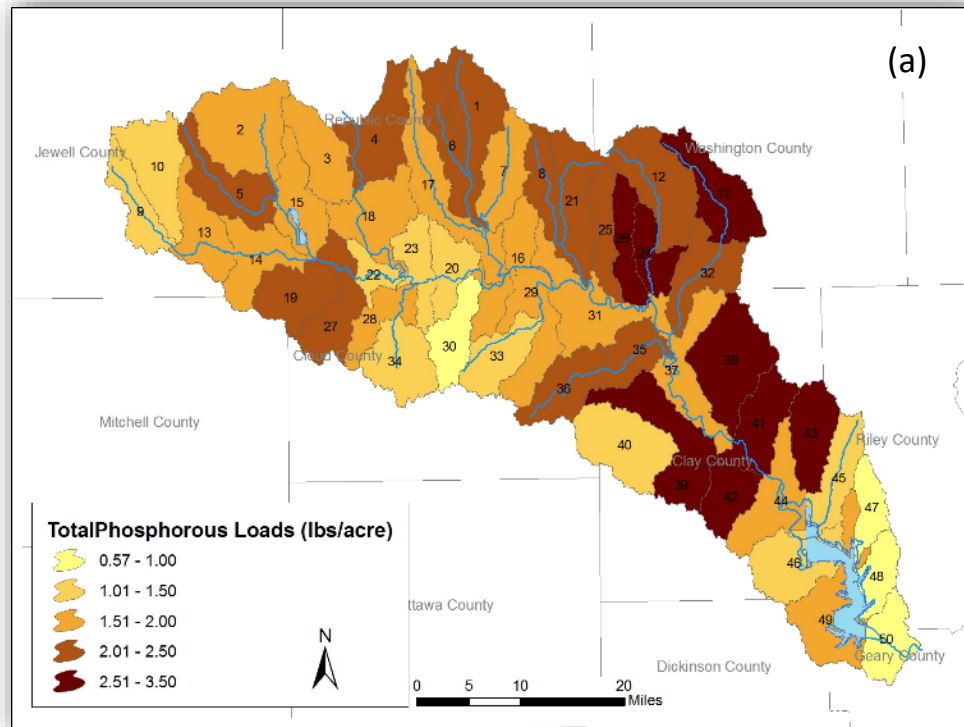 (a)
1
2
Republic County
4
Washington County
Jewell County
10
3
6
7
8
12
11
5
17
9
15
21
25
13
18
26
24
14
23
16
32
22
20
19
29
31
27
28
30
33
35
34
Cloud County
38
37
36
Mitchell County
40
41
43
Riley County
Clay County
39
42
44
45
47
TotalPhosphorous Loads (lbs/acre)
0.57 - 1.00
1.01 - 1.50
1.51 - 2.00
2.01 - 2.50
2.51 - 3.50
46
48
ttawa County
49
50
Geary County
Dickinson County
N
0 5 10 20
Miles